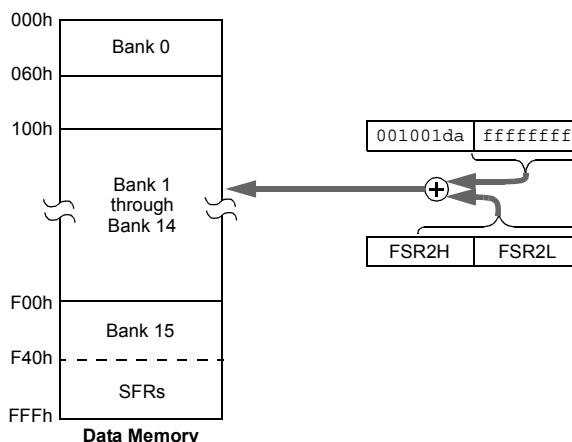 000h
Bank 0
060h
100h
001001da ffffffff
Bank 1
through
Bank 14
FSR2H FSR2L
F00h
Bank 15
F40h
SFRs
FFFh
Data Memory